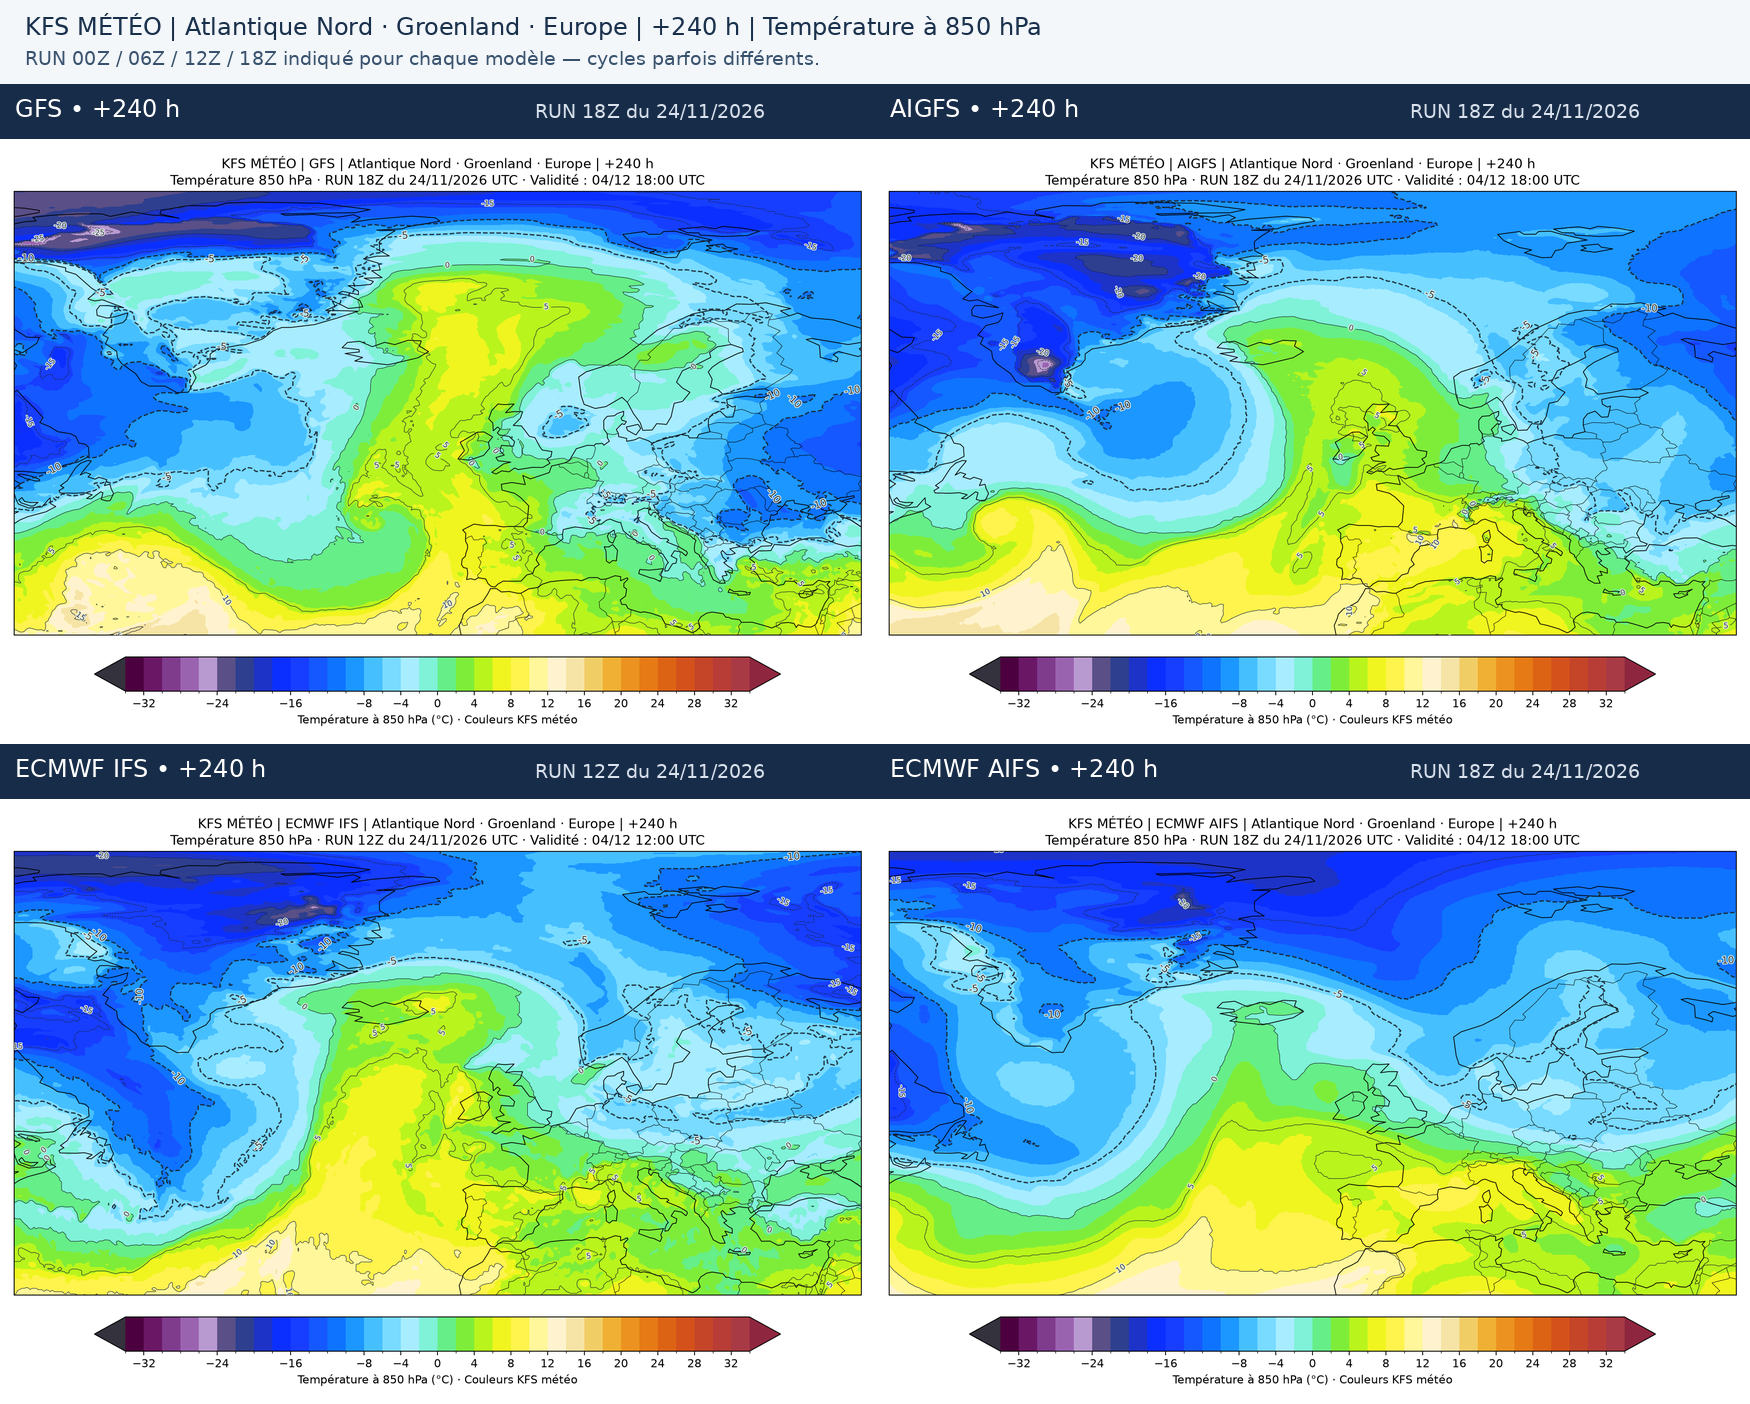 KFS MÉTÉO | Atlantique Nord · Groenland · Europe | +240 h | Température à 850 hPa
RUN 00Z / 06Z / 12Z / 18Z indiqué pour chaque modèle — cycles parfois différents.
GFS • +240 h
RUN 18Z du 24/11/2026
AIGFS • +240 h
RUN 18Z du 24/11/2026
KFS MÉTÉO | GFS | Atlantique Nord · Groenland · Europe | +240 h
Température 850 hPa · RUN 18Z du 24/11/2026 UTC · Validité : 04/12 18:00 UTC
KFS MÉTÉO | AIGFS | Atlantique Nord · Groenland · Europe | +240 h
Température 850 hPa · RUN 18Z du 24/11/2026 UTC · Validité : 04/12 18:00 UTC
−32 −24 −16 −8 −4 0 4 8 12 16 20 24 28 32
Température à 850 hPa (°C) · Couleurs KFS météo
−32 −24 −16 −8 −4 0 4 8 12 16 20 24 28 32
Température à 850 hPa (°C) · Couleurs KFS météo
ECMWF IFS • +240 h
RUN 12Z du 24/11/2026
ECMWF AIFS • +240 h
RUN 18Z du 24/11/2026
KFS MÉTÉO | ECMWF IFS | Atlantique Nord · Groenland · Europe | +240 h
Température 850 hPa · RUN 12Z du 24/11/2026 UTC · Validité : 04/12 12:00 UTC
KFS MÉTÉO | ECMWF AIFS | Atlantique Nord · Groenland · Europe | +240 h
Température 850 hPa · RUN 18Z du 24/11/2026 UTC · Validité : 04/12 18:00 UTC
−32 −24 −16 −8 −4 0 4 8 12 16 20 24 28 32
Température à 850 hPa (°C) · Couleurs KFS météo
−32 −24 −16 −8 −4 0 4 8 12 16 20 24 28 32
Température à 850 hPa (°C) · Couleurs KFS météo